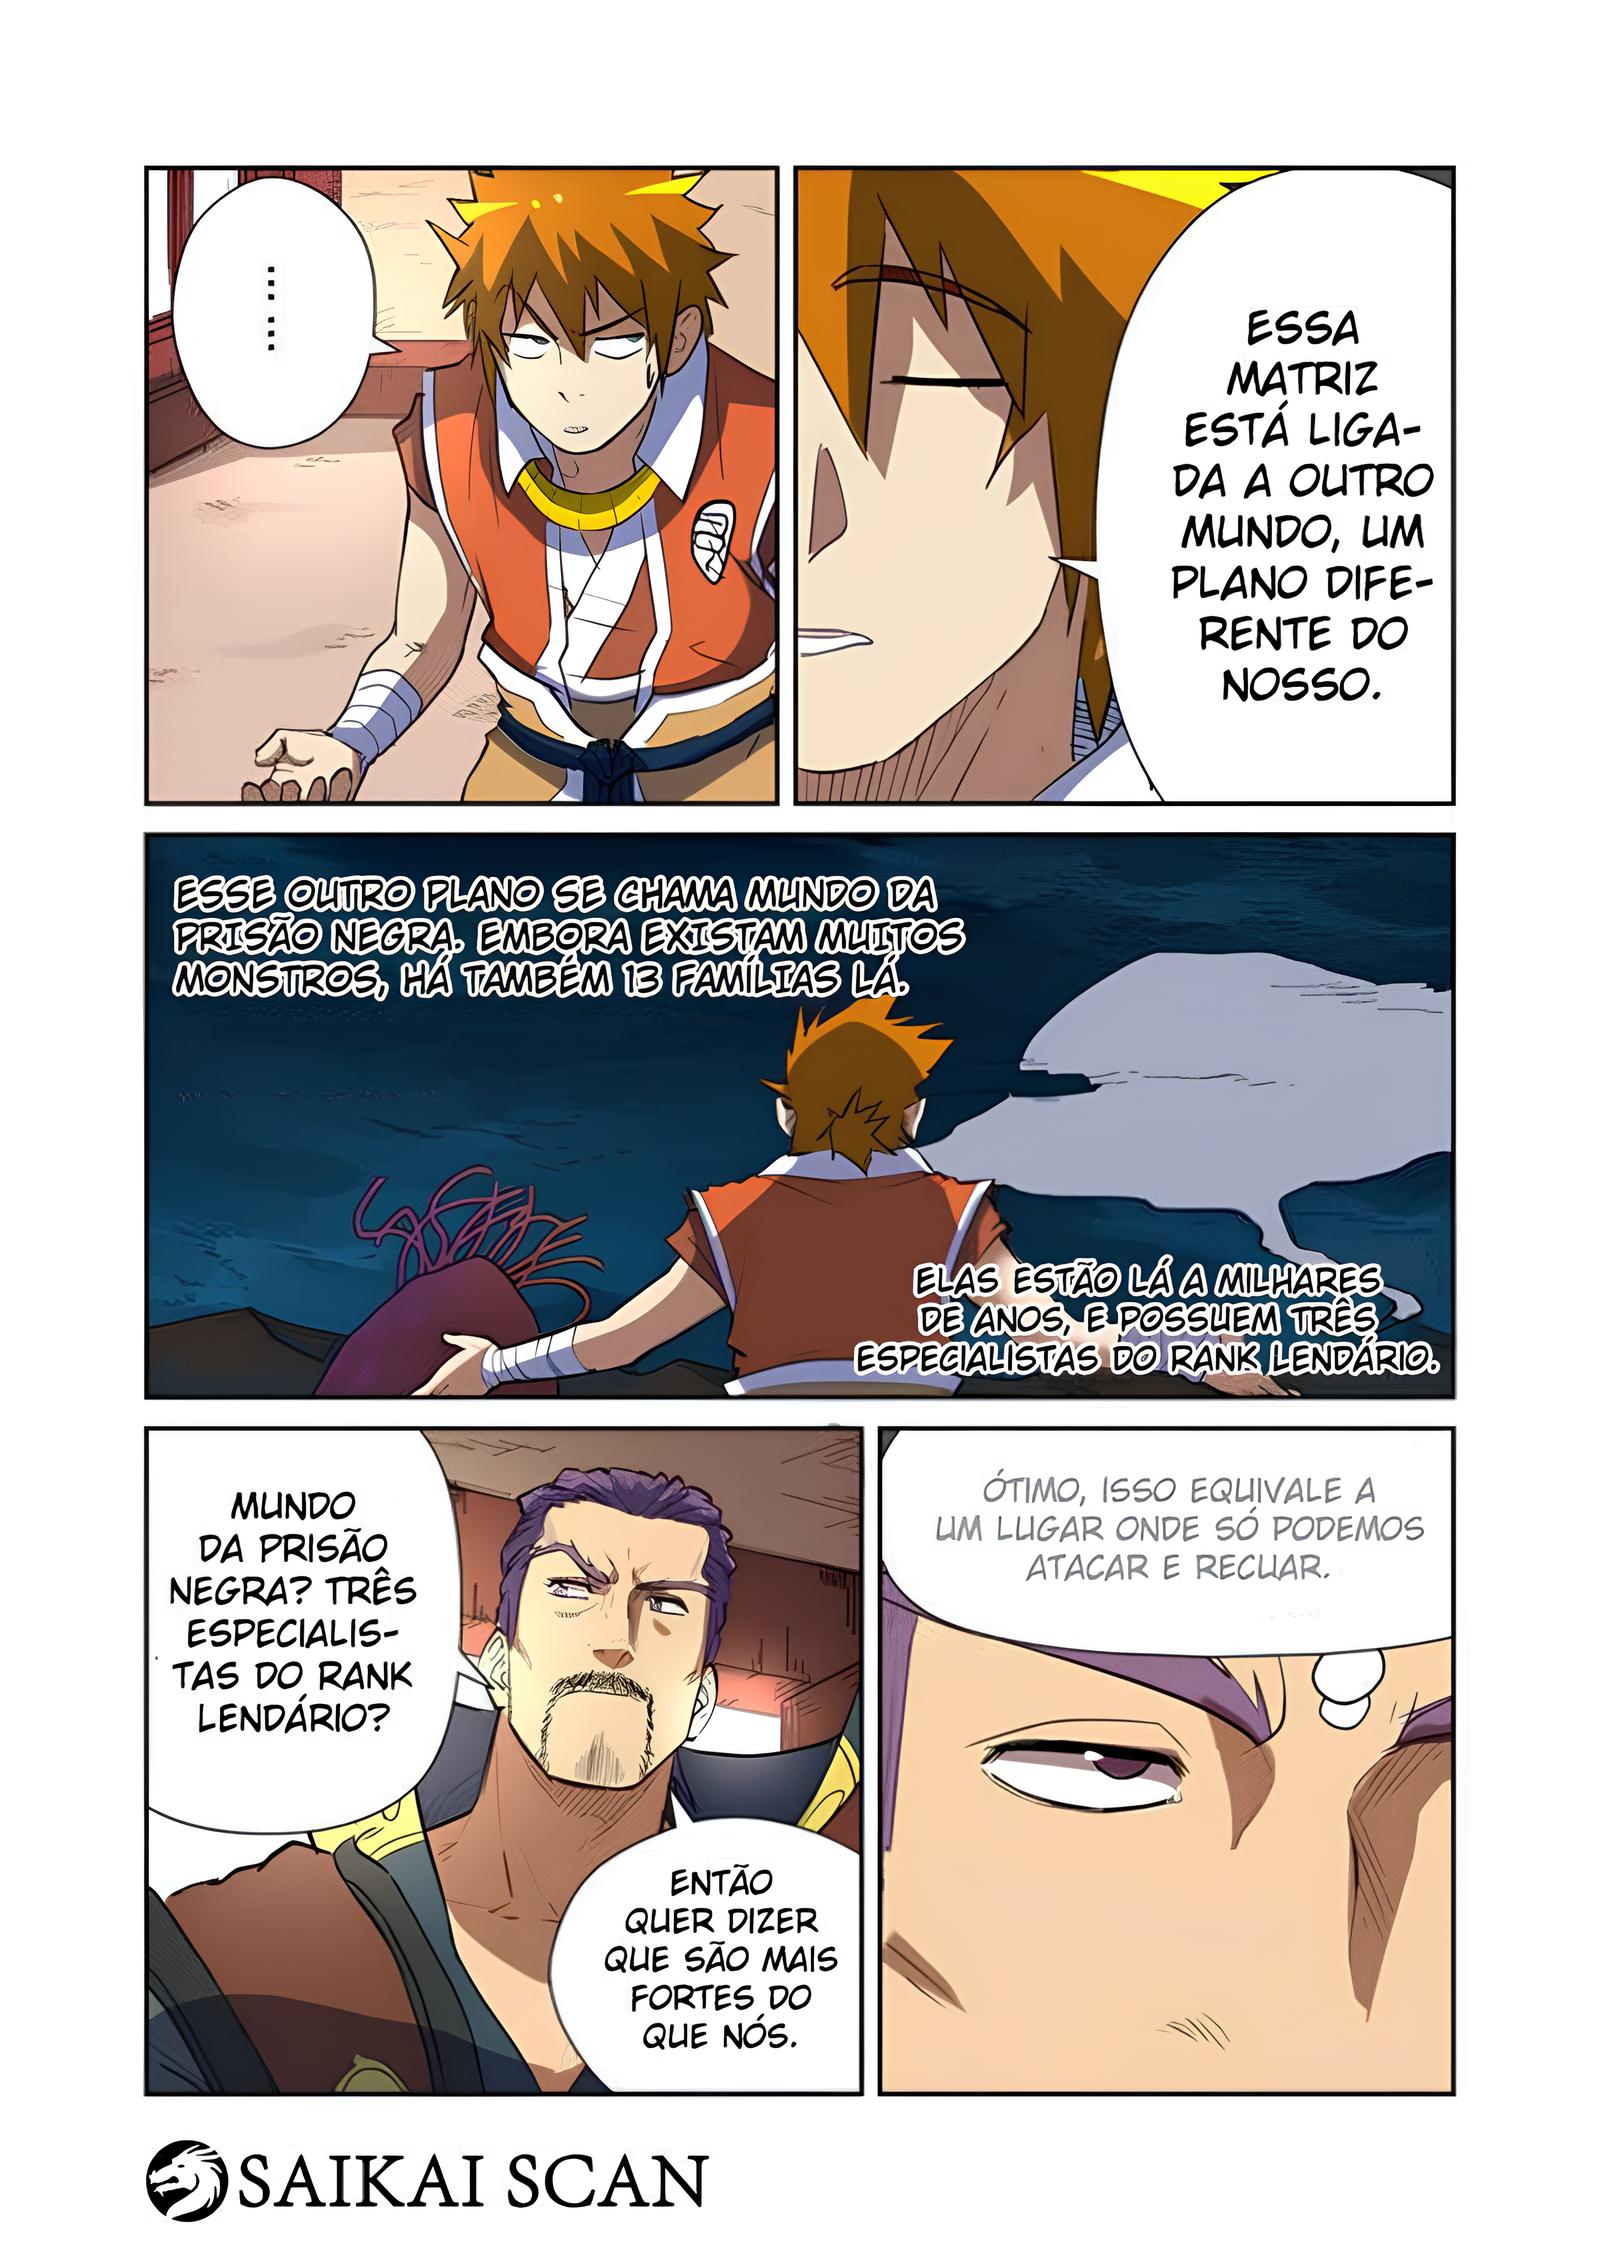 ......
ESSA
MATRIZ
ESTÁ LIGA-
DA A OUTRO
MUNDO, UM
PLANO DIFE-
RENTE DO
NOSSO.
ESSE OUTRO PLANO SE CHAMA MUNDO DA
PRISÃO NEGRA. EMBORA EXISTAM MUITOS
MONSTROS, HÁ TAMBÉM 13 FAMÍLIAS LÁ.
ELAS ESTÃO LÁ A MILHARES
DE ANOS, E POSSUEM TRÊS
ESPECIALISTAS DO RANK LENDÁRIO.
MUNDO
DA PRISÃO
NEGRA? TRÊS
ESPECIALIS-
TAS DO RANK
LENDÁRIO?
ENTÃO
QUER DIZER
QUE SÃO MAIS
FORTES DO
QUE NÓS.
ÓTIMO, ISSO EQUIVALE A
UM LUGAR ONDE SÓ PODEMOS
ATACAR E RECUAR.
SAIKAI SCAN